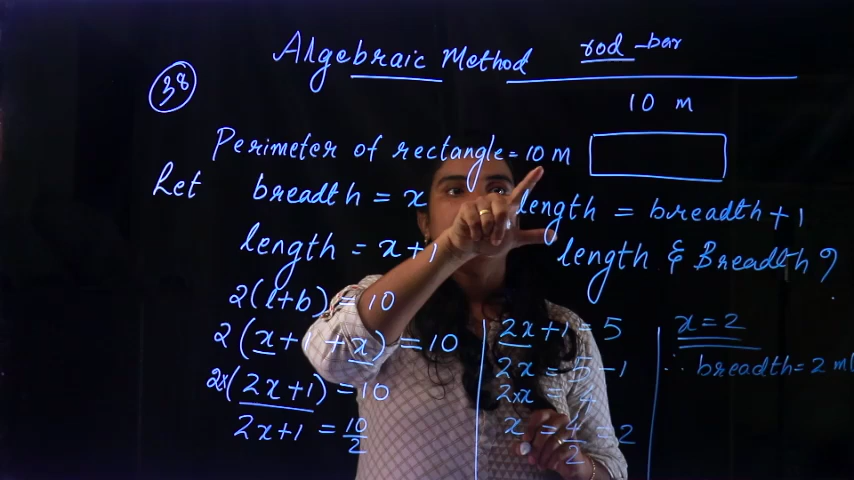 Algebraic Method
rod - bar
38
10 m
Perimeter of rectangle = 10 m
Let breadth = x
length = breadth + 1
length = x + 1
length & Breadth ?
2(l+b) = 10
2(x+1+x) = 10
2×(2x+1) = 10
2x+1 = 10/2
2x+1 = 5
2x = 5-1
2×x = 4
x = 4/2 = 2
x = 2
∴ breadth = 2 m